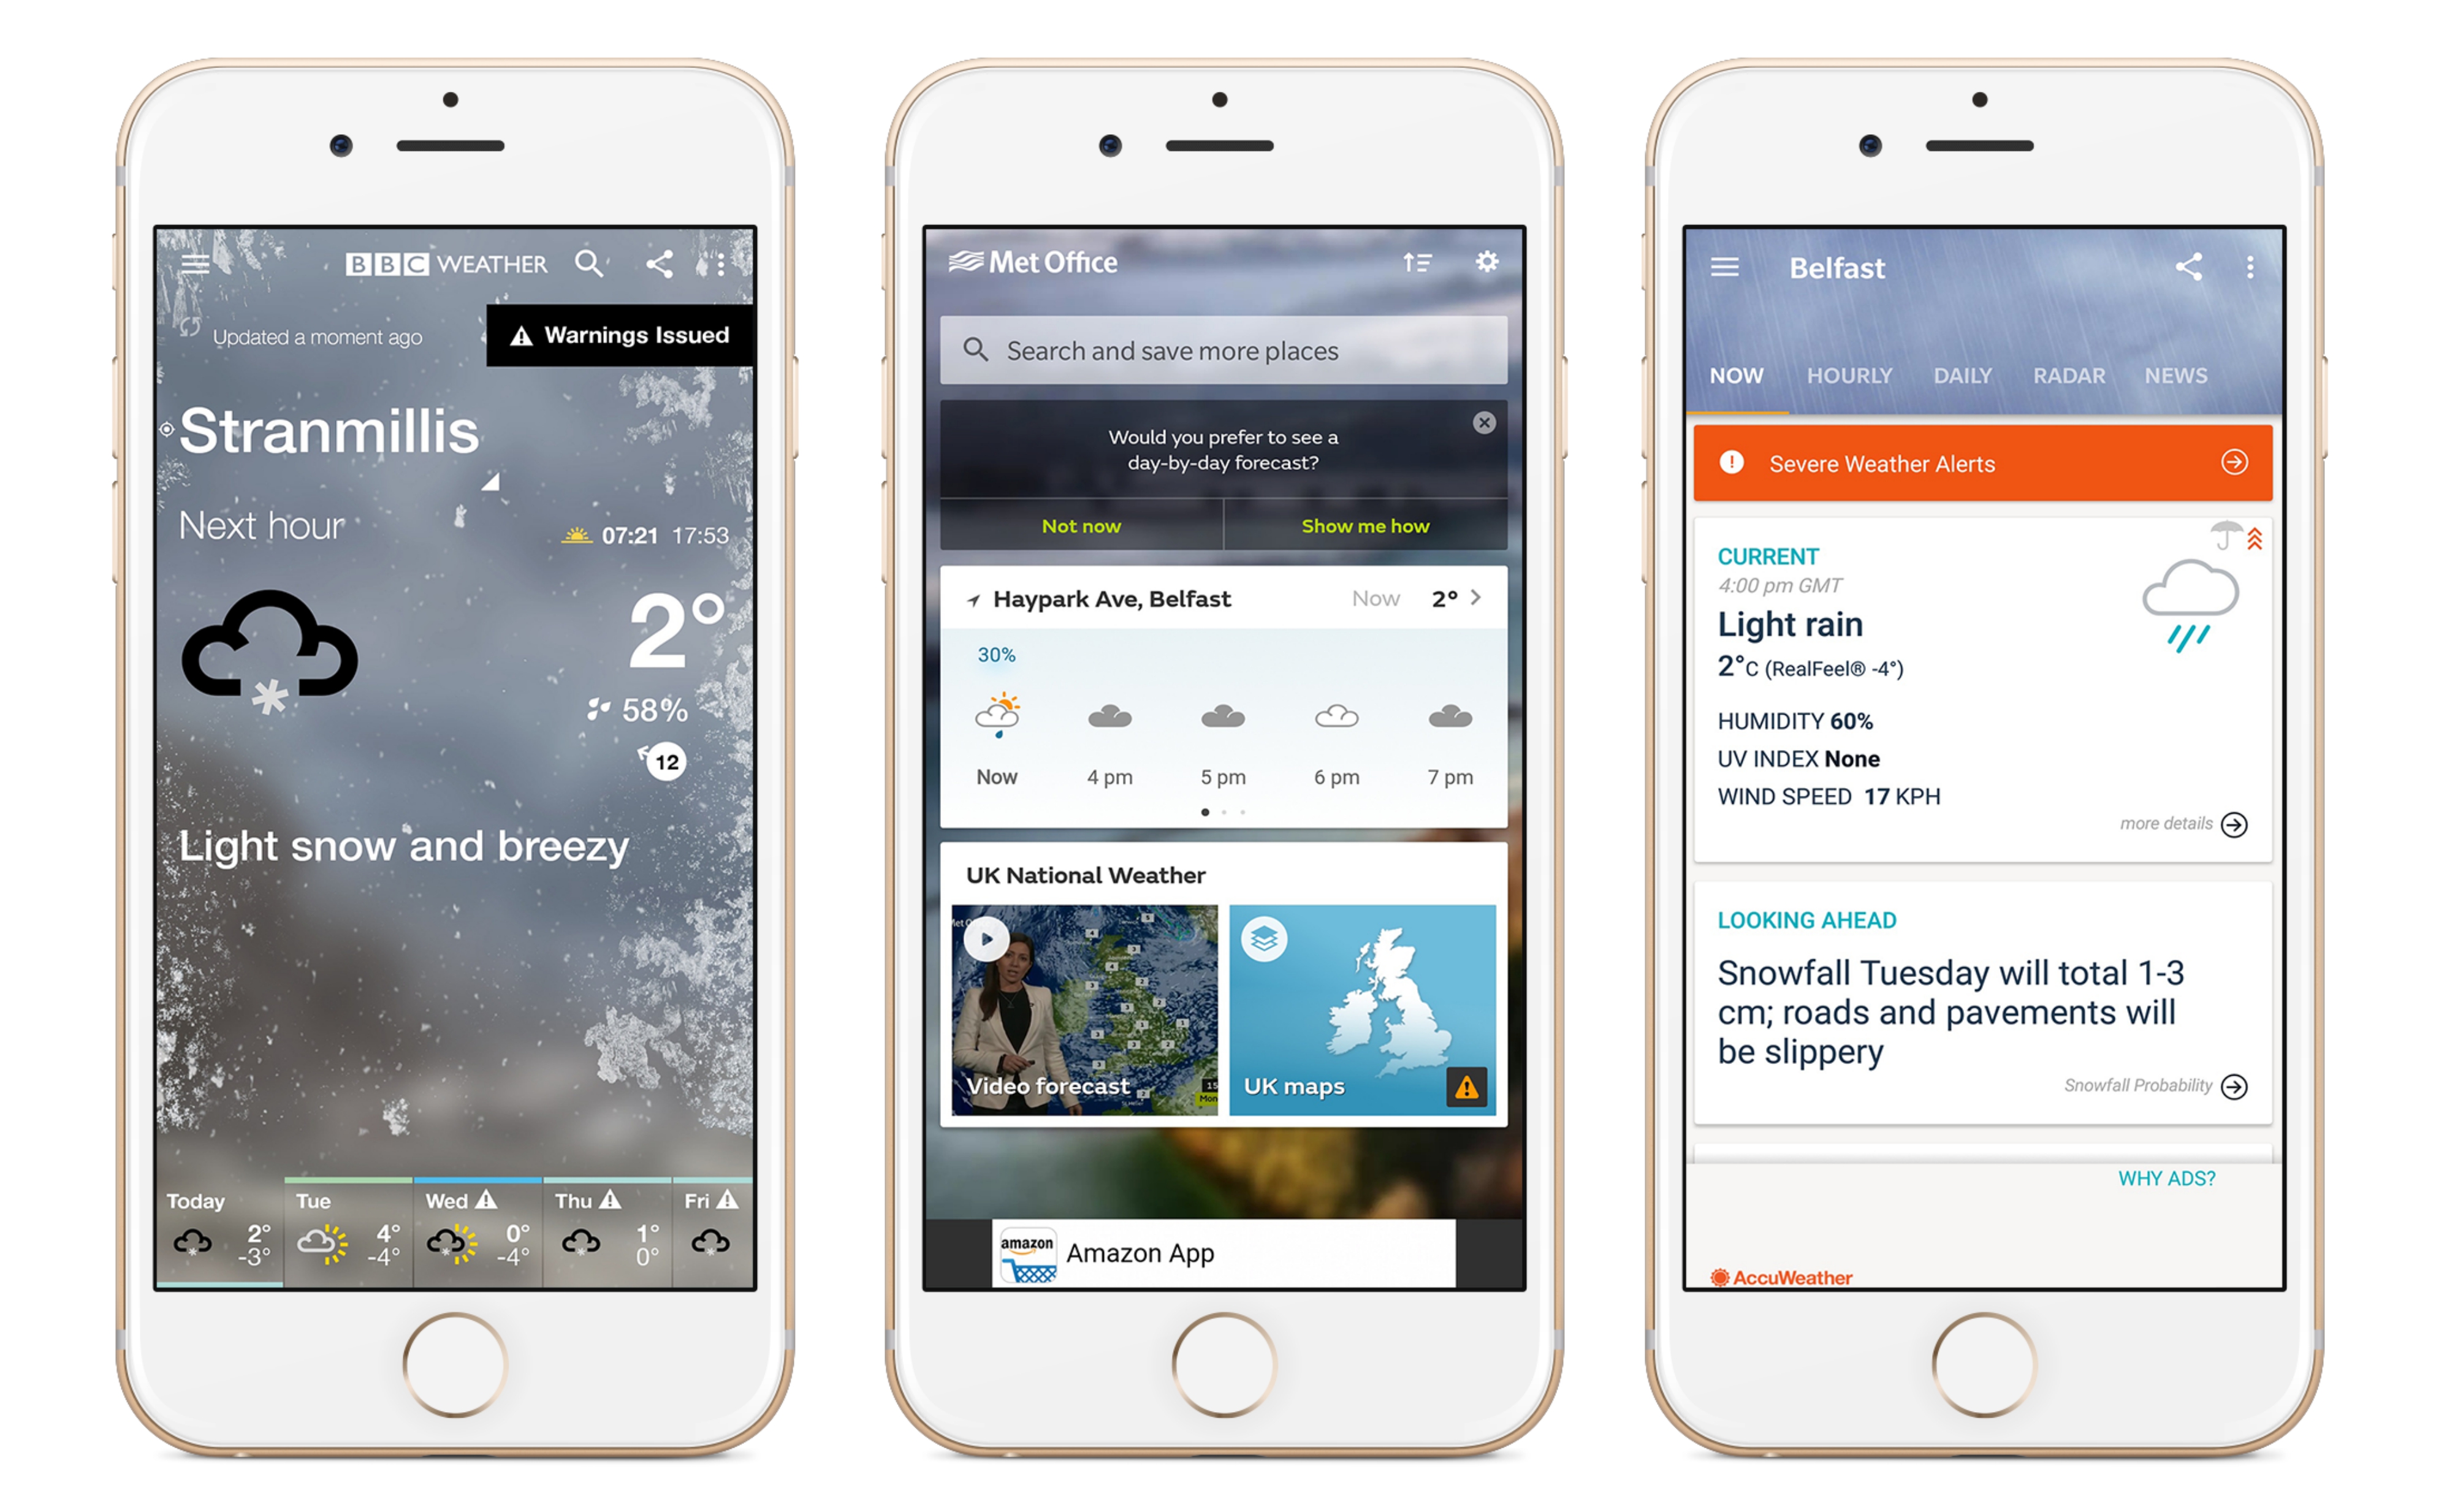 BBC WEATHER
Updated a moment ago
Warnings Issued
Stranmillis
Next hour
07:21 17:53
2°
58%
12
Light snow and breezy
Today
2°
-3°
Tue
4°
-4°
Wed
0°
-4°
Thu
1°
0°
Fri
Met Office
Search and save more places
Would you prefer to see a
day-by-day forecast?
Not now
Show me how
Haypark Ave, Belfast
Now 2°
30%
Now 4 pm 5 pm 6 pm 7 pm
UK National Weather
Video forecast
15
Mon
UK maps
amazon
Amazon App
Belfast
NOW HOURLY DAILY RADAR NEWS
Severe Weather Alerts
CURRENT
4:00 pm GMT
Light rain
2°C (RealFeel® -4°)
HUMIDITY 60%
UV INDEX None
WIND SPEED 17 KPH
more details
LOOKING AHEAD
Snowfall Tuesday will total 1-3
cm; roads and pavements will
be slippery
Snowfall Probability
WHY ADS?
AccuWeather